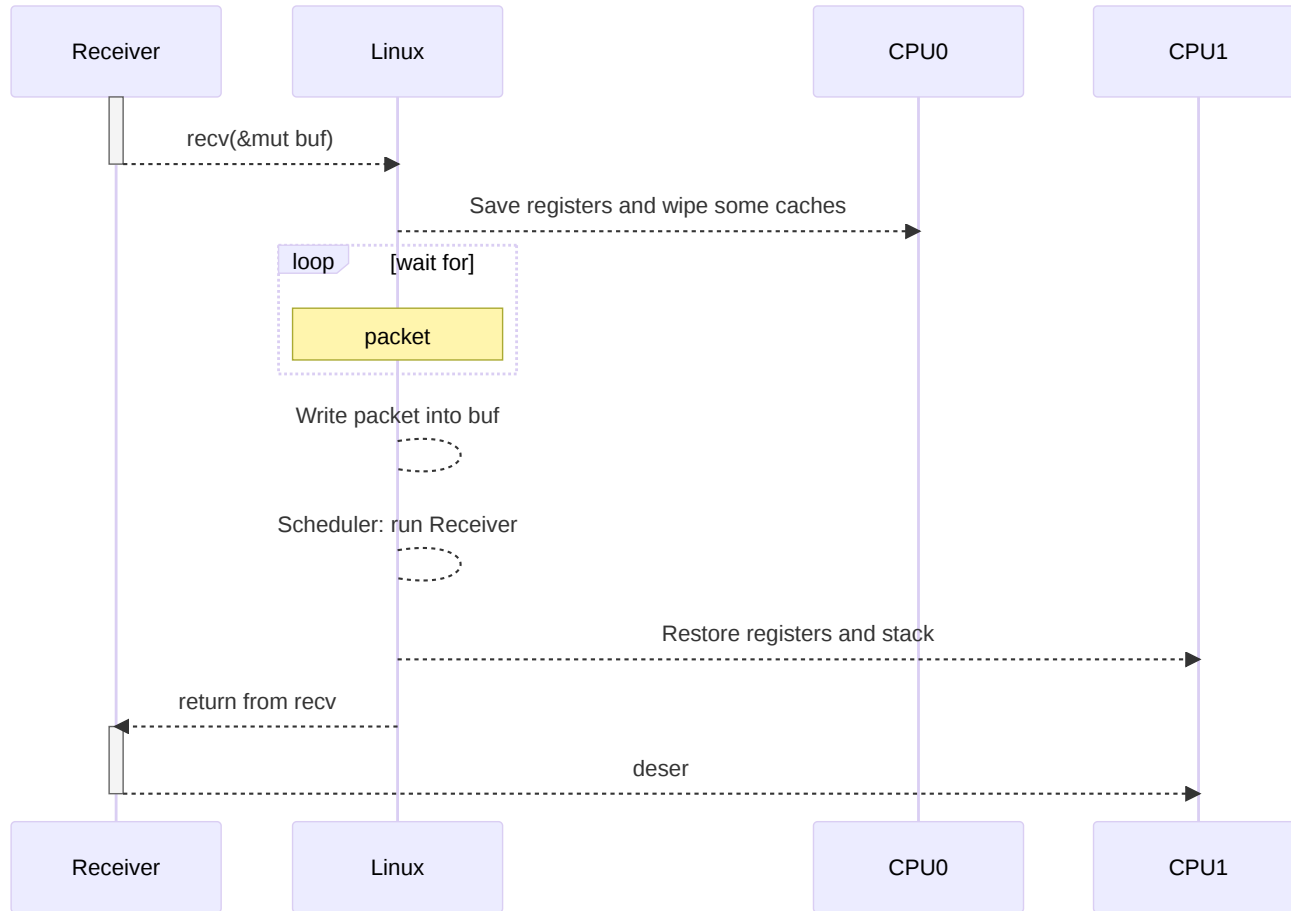 Receiver
Linux
CPU0
CPU1
recv(&mut buf)
Save registers and wipe some caches
loop
[wait for]
packet
Write packet into buf
Scheduler: run Receiver
Restore registers and stack
return from recv
deser
Receiver
Linux
CPU0
CPU1